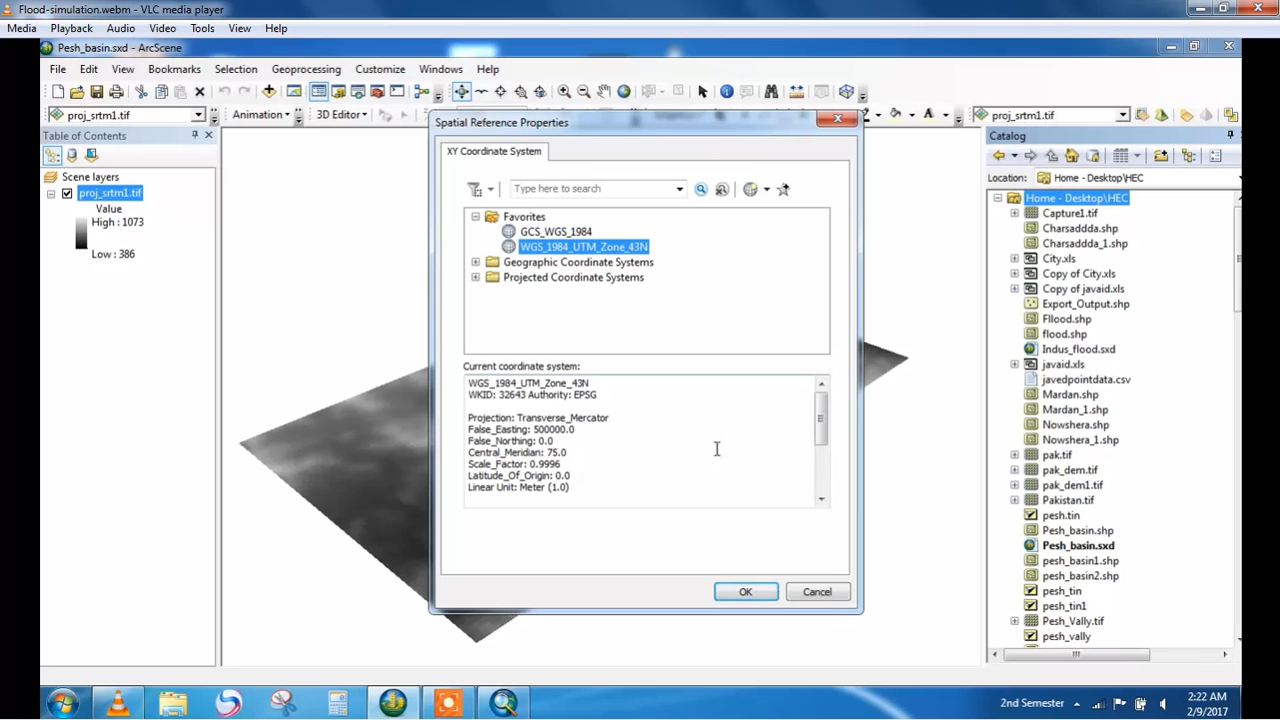 Flood-simulation.webm - VLC media player
Media Playback Audio Video Tools View Help
Pesh_basin.sxd - ArcScene
File Edit View Bookmarks Selection Geoprocessing Customize Windows Help
proj_srtm1.tif
Animation
3D Editor
proj_srtm1.tif
Table of Contents
Scene layers
proj_srtm1.tif
Value
High : 1073
Low : 386
Spatial Reference Properties
XY Coordinate System
Type here to search
Favorites
GCS_WGS_1984
WGS_1984_UTM_Zone_43N
Geographic Coordinate Systems
Projected Coordinate Systems
Current coordinate system:
WGS_1984_UTM_Zone_43N
WKID: 32643 Authority: EPSG
Projection: Transverse_Mercator
False_Easting: 500000.0
False_Northing: 0.0
Central_Meridian: 75.0
Scale_Factor: 0.9996
Latitude_Of_Origin: 0.0
Linear Unit: Meter (1.0)
OK
Cancel
Catalog
Location: Home - Desktop\HEC
Home - Desktop\HEC
Capture1.tif
Charsaddda.shp
Charsaddda_1.shp
City.xls
Copy of City.xls
Copy of javaid.xls
Export_Output.shp
Fllood.shp
flood.shp
Indus_flood.sxd
javaid.xls
javedpointdata.csv
Mardan.shp
Mardan_1.shp
Nowshera.shp
Nowshera_1.shp
pak.tif
pak_dem.tif
pak_dem1.tif
Pakistan.tif
pesh.tin
Pesh_basin.shp
Pesh_basin.sxd
pesh_basin1.shp
pesh_basin2.shp
pesh_tin
pesh_tin1
Pesh_Vally.tif
pesh_vally
2nd Semester
2:22 AM
2/9/2017